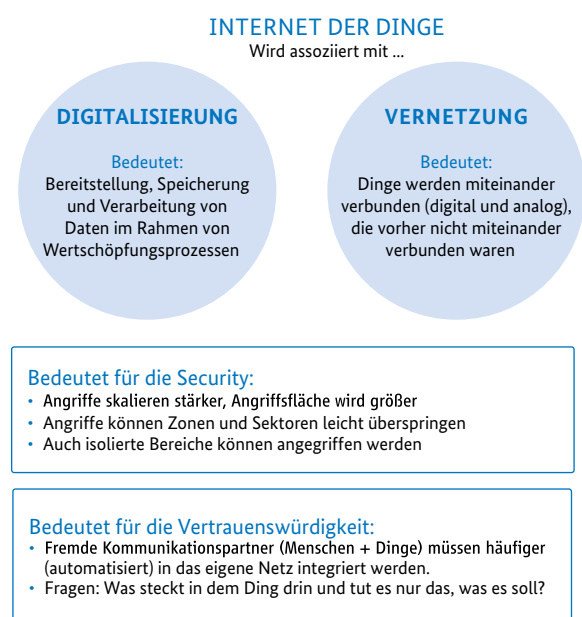 INTERNET DER DINGE
Wird assoziiert mit ...
DIGITALISIERUNG
Bedeutet:
Bereitstellung, Speicherung
und Verarbeitung von
Daten im Rahmen von
Wertschöpfungsprozessen
VERNETZUNG
Bedeutet:
Dinge werden miteinander
verbunden (digital und analog),
die vorher nicht miteinander
verbunden waren
Bedeutet für die Security:
• Angriffe skalieren stärker, Angriffsfläche wird größer
• Angriffe können Zonen und Sektoren leicht überspringen
• Auch isolierte Bereiche können angegriffen werden
Bedeutet für die Vertrauenswürdigkeit:
• Fremde Kommunikationspartner (Menschen + Dinge) müssen häufiger
(automatisiert) in das eigene Netz integriert werden.
• Fragen: Was steckt in dem Ding drin und tut es nur das, was es soll?